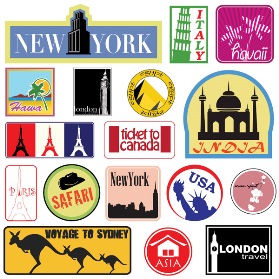 NEW YORK
ITALY
hawaii
Hawai
london
ticket to
canada
INDIA
PARIS
SAFARI
NewYork
USA
VOYAGE TO SYDNEY
ASIA
LONDON
travel